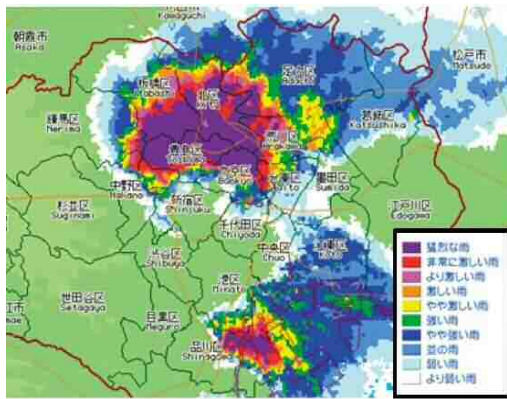 川口市
Kawaguchi
朝霞市
Asaka
松戸市
Matsudo
足立区
Adachi
板橋区
Itabashi
北区
Kita
練馬区
Nerima
葛飾区
Katsushika
荒川区
Arakawa
豊島区
Toshima
文京区
Bunkyo
台東区
Taito
墨田区
Sumida
中野区
Nakano
新宿区
Shinjuku
江戸川区
Edogawa
杉並区
Suginami
千代田区
Chiyoda
中央区
Chuo
江東区
Koto
渋谷区
Shibuya
港区
Minato
世田谷区
Setagaya
目黒区
Meguro
品川区
Shinagawa
猛烈な雨
非常に激しい雨
より激しい雨
激しい雨
やや激しい雨
強い雨
やや強い雨
並の雨
弱い雨
より弱い雨